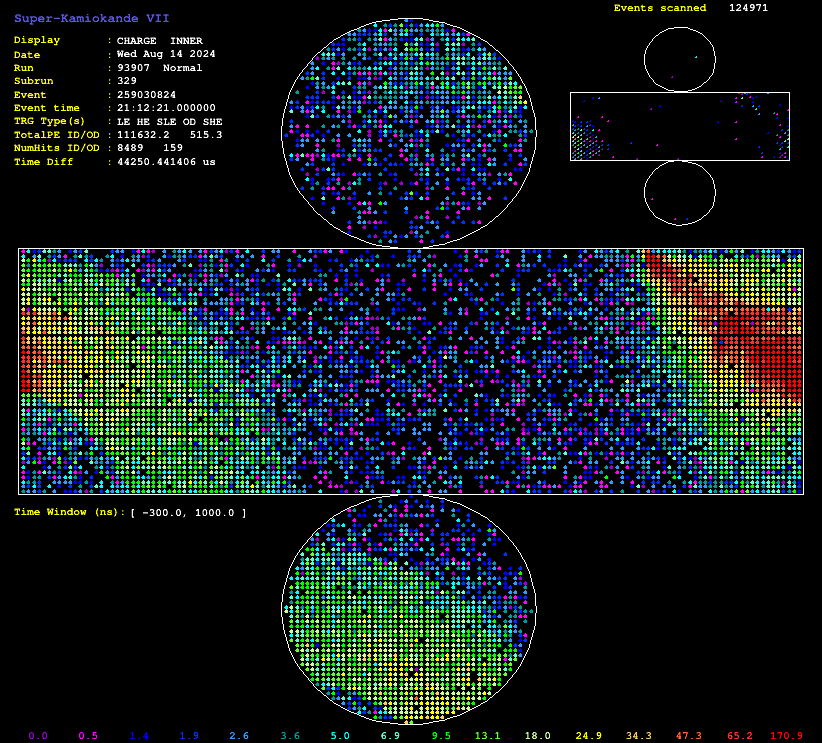 Super-Kamiokande VII
Events scanned 124971
Display : CHARGE INNER
Date : Wed Aug 14 2024
Run : 93907 Normal
Subrun : 329
Event : 259030824
Event time : 21:12:21.000000
TRG Type(s) : LE HE SLE OD SHE
TotalPE ID/OD : 111632.2 515.3
NumHits ID/OD : 8489 159
Time Diff : 44250.441406 us
Time Window (ns): [ -300.0, 1000.0 ]
0.0 0.5 1.4 1.9 2.6 3.6 5.0 6.9 9.5 13.1 18.0 24.9 34.3 47.3 65.2 170.9